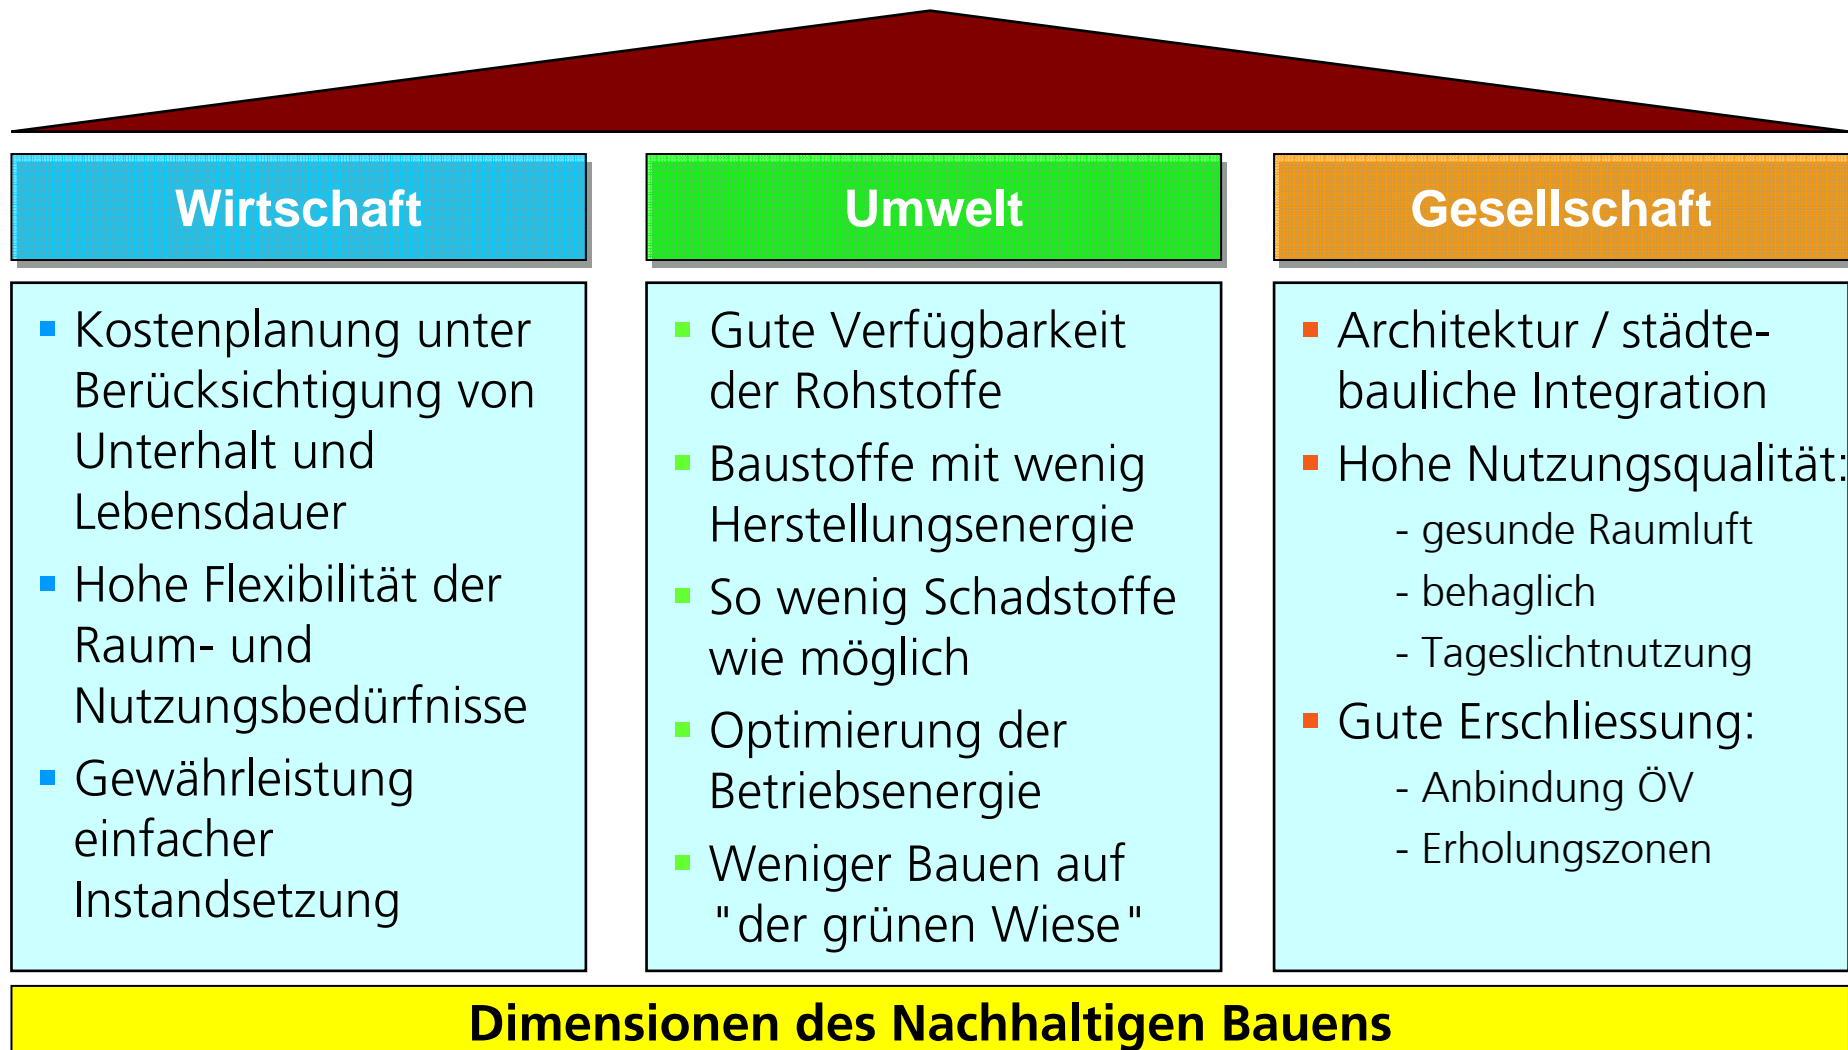 Wirtschaft
▪ Kostenplanung unter
Berücksichtigung von
Unterhalt und
Lebensdauer
▪ Hohe Flexibilität der
Raum- und
Nutzungsbedürfnisse
▪ Gewährleistung
einfacher
Instandsetzung
Umwelt
▪ Gute Verfügbarkeit
der Rohstoffe
▪ Baustoffe mit wenig
Herstellungsenergie
▪ So wenig Schadstoffe
wie möglich
▪ Optimierung der
Betriebsenergie
▪ Weniger Bauen auf
"der grünen Wiese"
Gesellschaft
▪ Architektur / städte-
bauliche Integration
▪ Hohe Nutzungsqualität:
- gesunde Raumluft
- behaglich
- Tageslichtnutzung
▪ Gute Erschliessung:
- Anbindung ÖV
- Erholungszonen
Dimensionen des Nachhaltigen Bauens